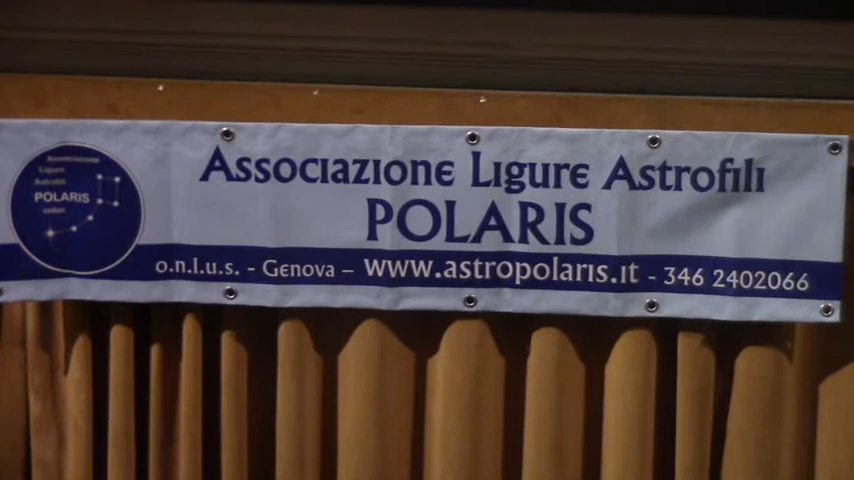 Associazione
Ligure
Astrofili
POLARIS
onlus
Associazione Ligure Astrofili
POLARIS
o.n.l.u.s. - Genova – www.astropolaris.it - 346 2402066